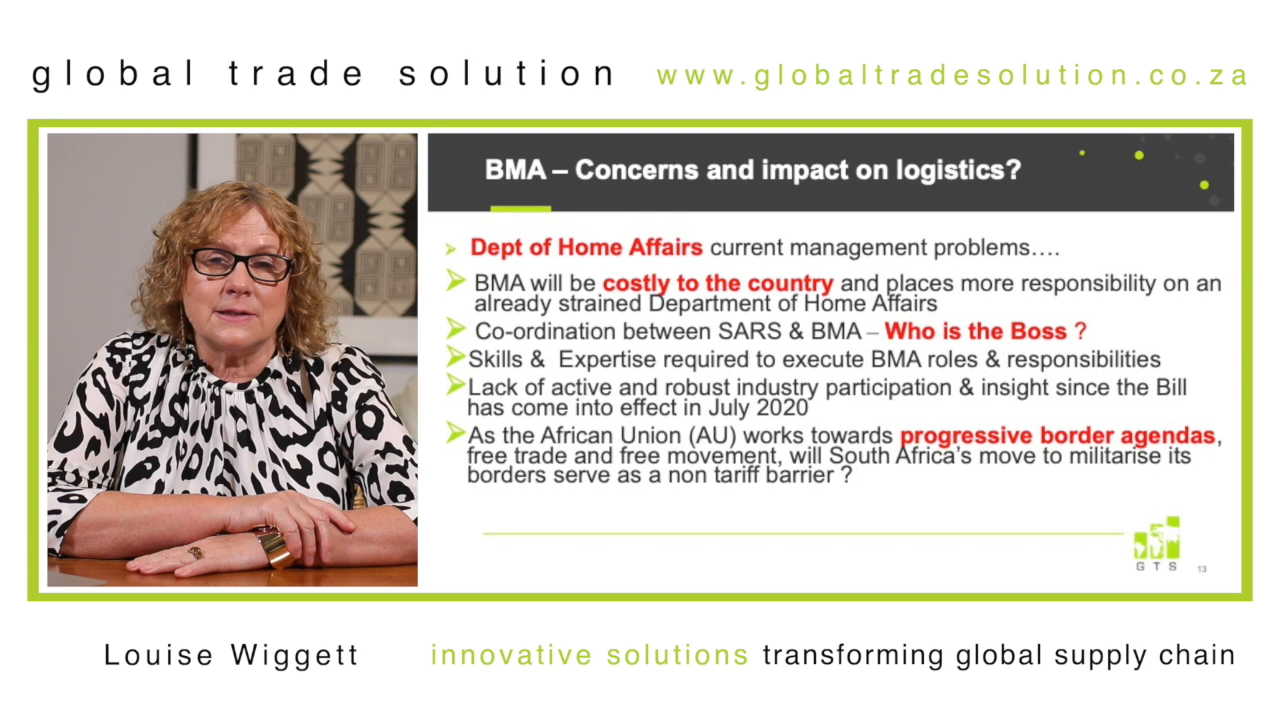 global trade solution www.globaltradesolution.co.za
BMA – Concerns and impact on logistics?
Dept of Home Affairs current management problems....
BMA will be costly to the country and places more responsibility on an
already strained Department of Home Affairs
Co-ordination between SARS & BMA – Who is the Boss ?
Skills & Expertise required to execute BMA roles & responsibilities
Lack of active and robust industry participation & insight since the Bill
has come into effect in July 2020
As the African Union (AU) works towards progressive border agendas,
free trade and free movement, will South Africa's move to militarise its
borders serve as a non tariff barrier ?
GTS
13
Louise Wiggett
innovative solutions transforming global supply chain